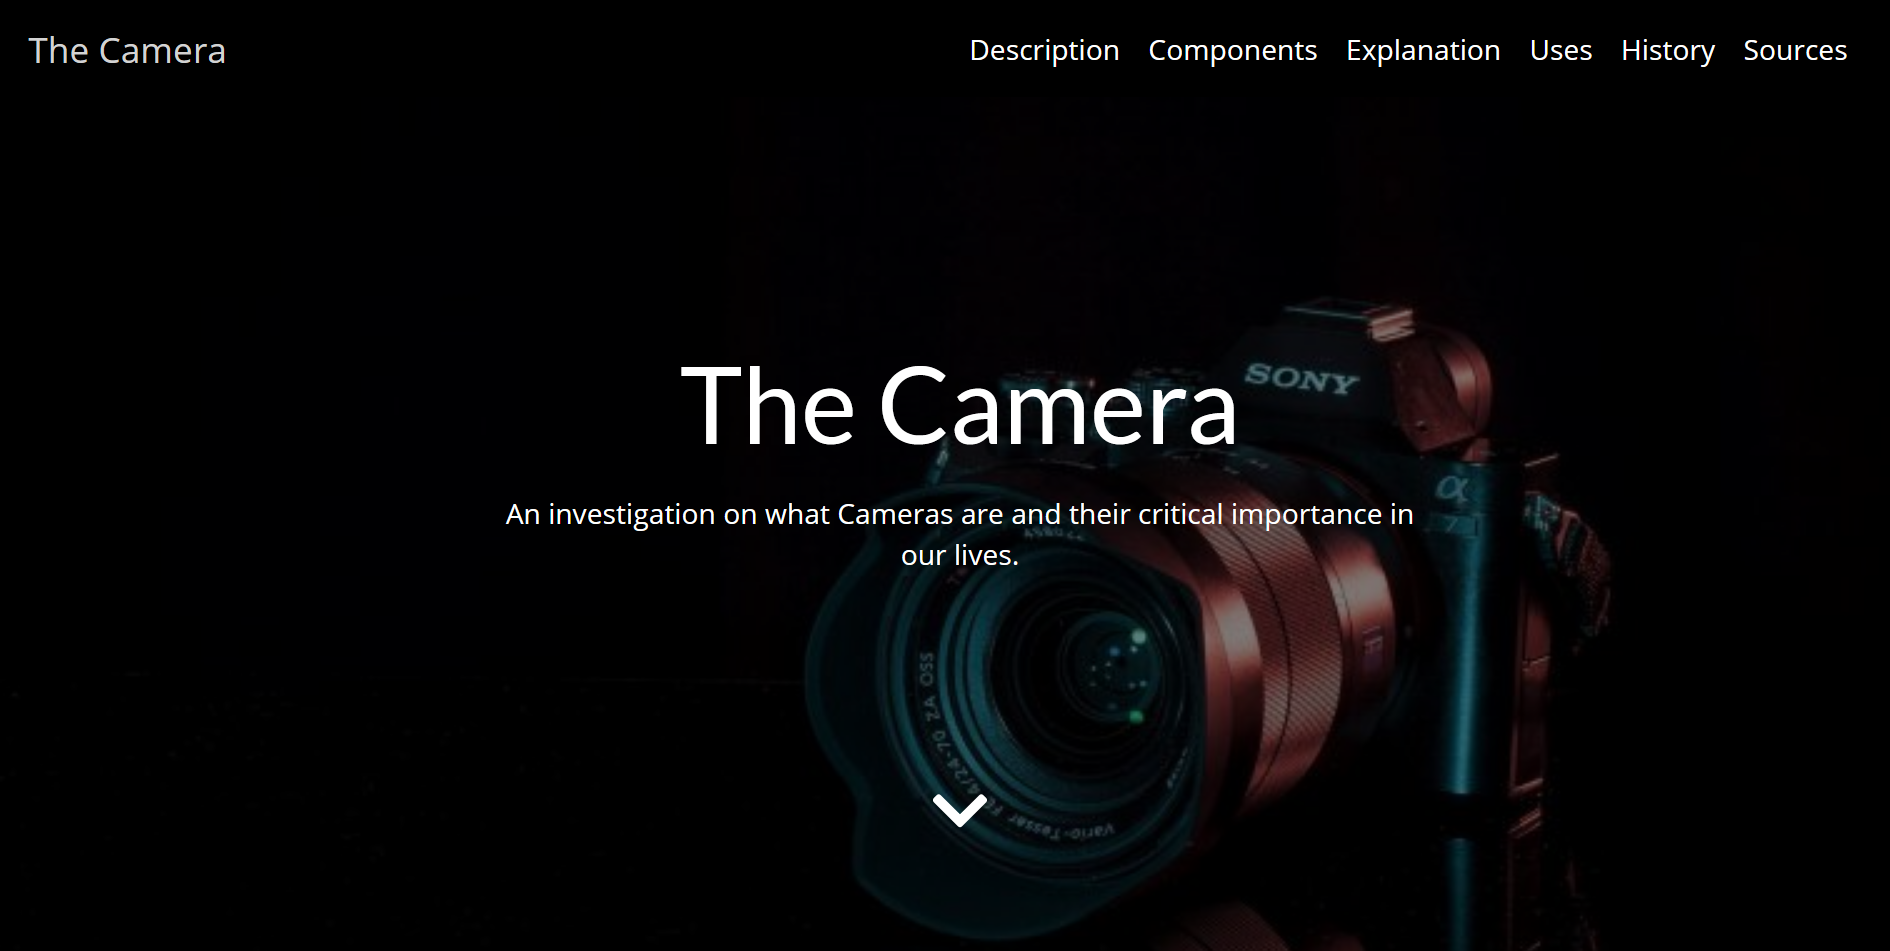 The Camera
Description Components Explanation Uses History Sources
SONY
The Camera
α
7
An investigation on what Cameras are and their critical importance in
our lives.
Vario-Tessar 4/24-70 ZA OSS